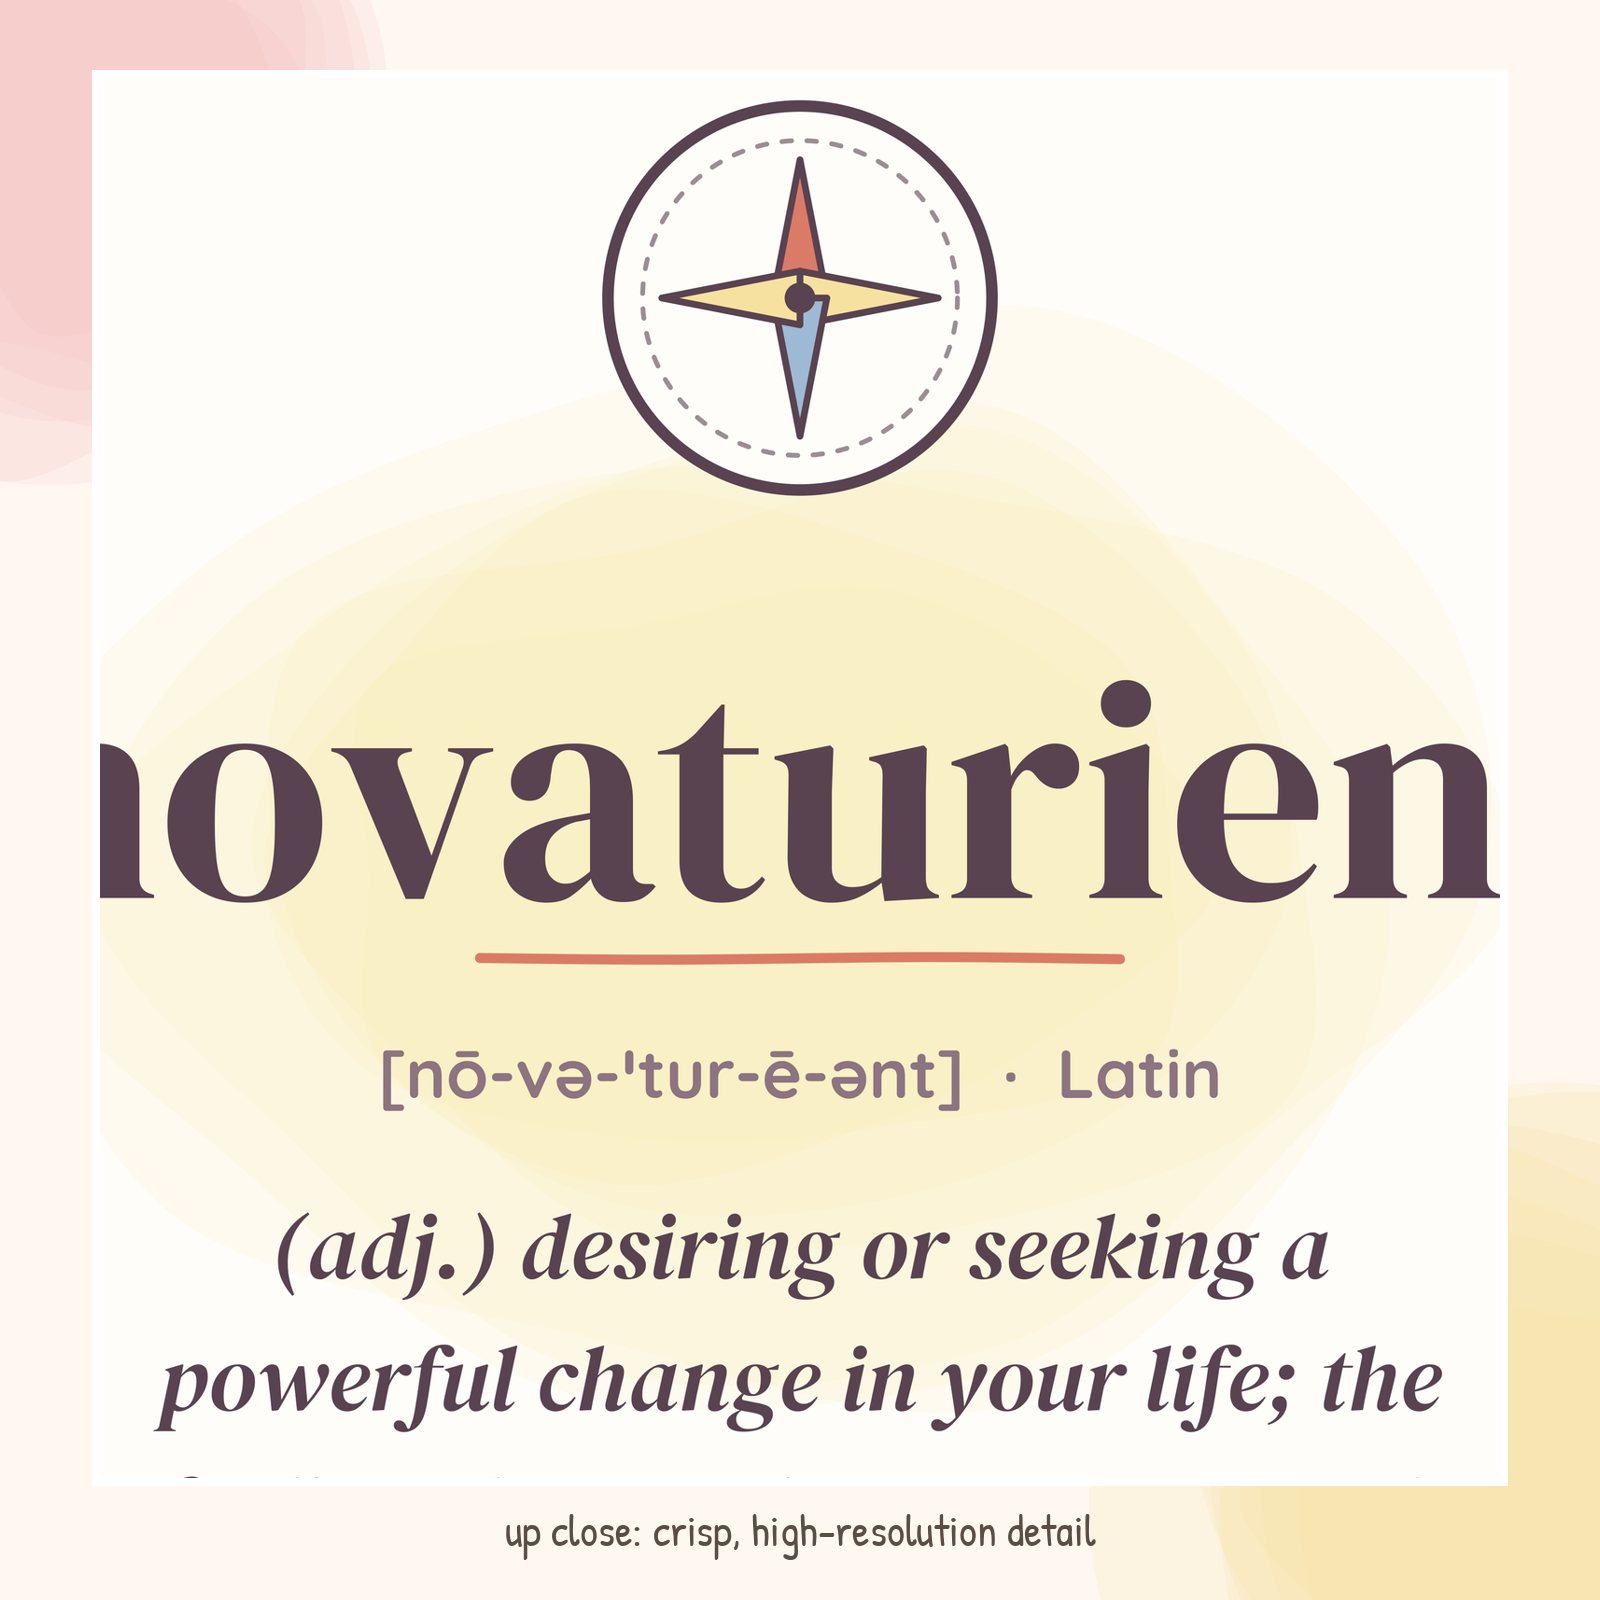 novaturien
[nō-və-ˈtur-ē-ənt] · Latin
(adj.) desiring or seeking a
powerful change in your life; the
up close: crisp, high-resolution detail